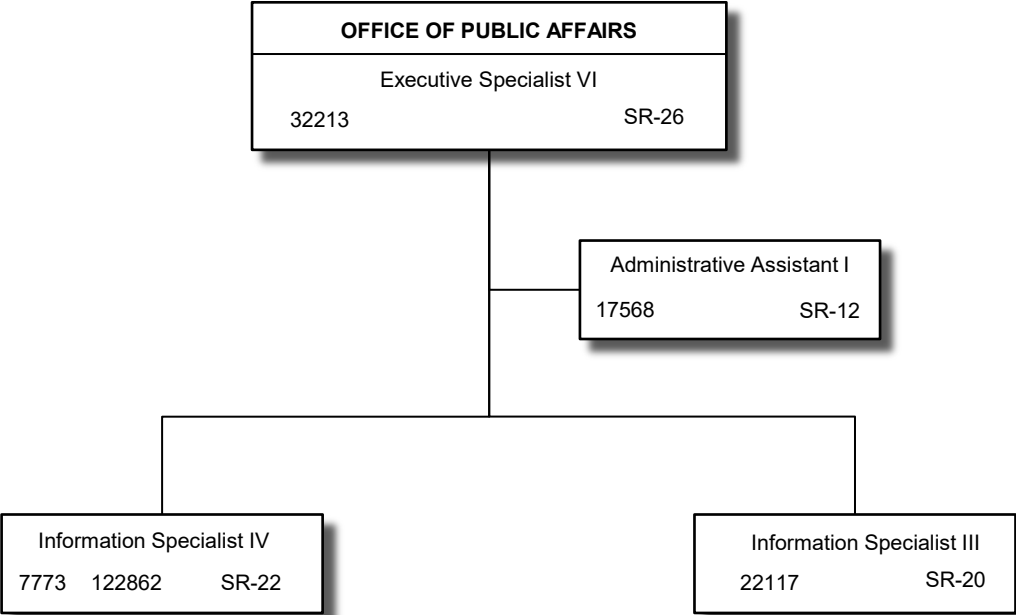 OFFICE OF PUBLIC AFFAIRS
Executive Specialist VI
32213 SR-26
Administrative Assistant I
17568 SR-12
Information Specialist IV
7773 122862 SR-22
Information Specialist III
22117 SR-20